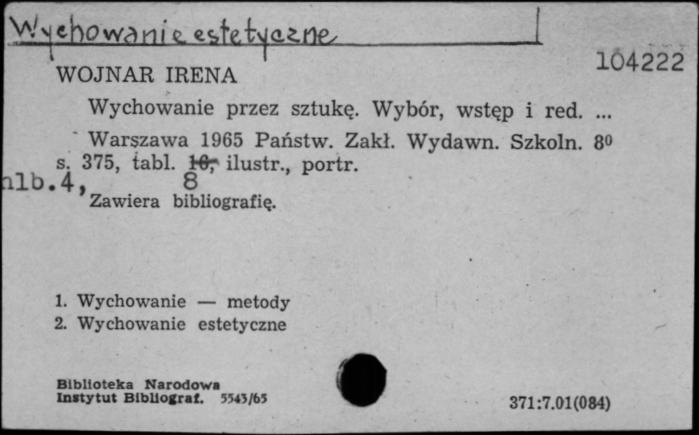 Wychowanie estetyczne
104222
WOJNAR IRENA
Wychowanie przez sztukę. Wybór, wstęp i red. ...
Warszawa 1965 Państw. Zakł. Wydawn. Szkoln. 8⁰
s. 375, tabl. 16, ilustr., portr.
nlb. 4, 8
Zawiera bibliografię.
1. Wychowanie — metody
2. Wychowanie estetyczne
Biblioteka Narodowa
Instytut Bibliograf. 5543/65
371:7.01(084)